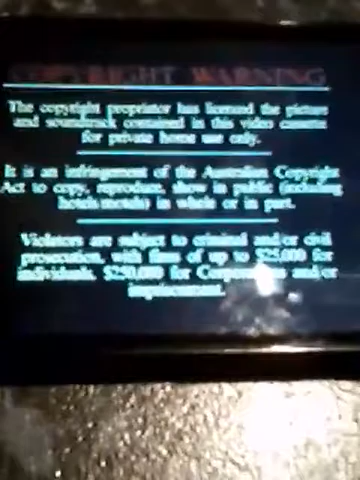 COPYRIGHT WARNING
The copyright proprietor has licensed the picture
and soundtrack contained in this video cassette
for private home use only.
It is an infringement of the Australian Copyright
Act to copy, reproduce, show in public (including
hotels/motels) in whole or in part.
Violators are subject to criminal and/or civil
prosecution, with fines of up to $25,000 for
individuals, $250,000 for Corporations and/or
imprisonment.